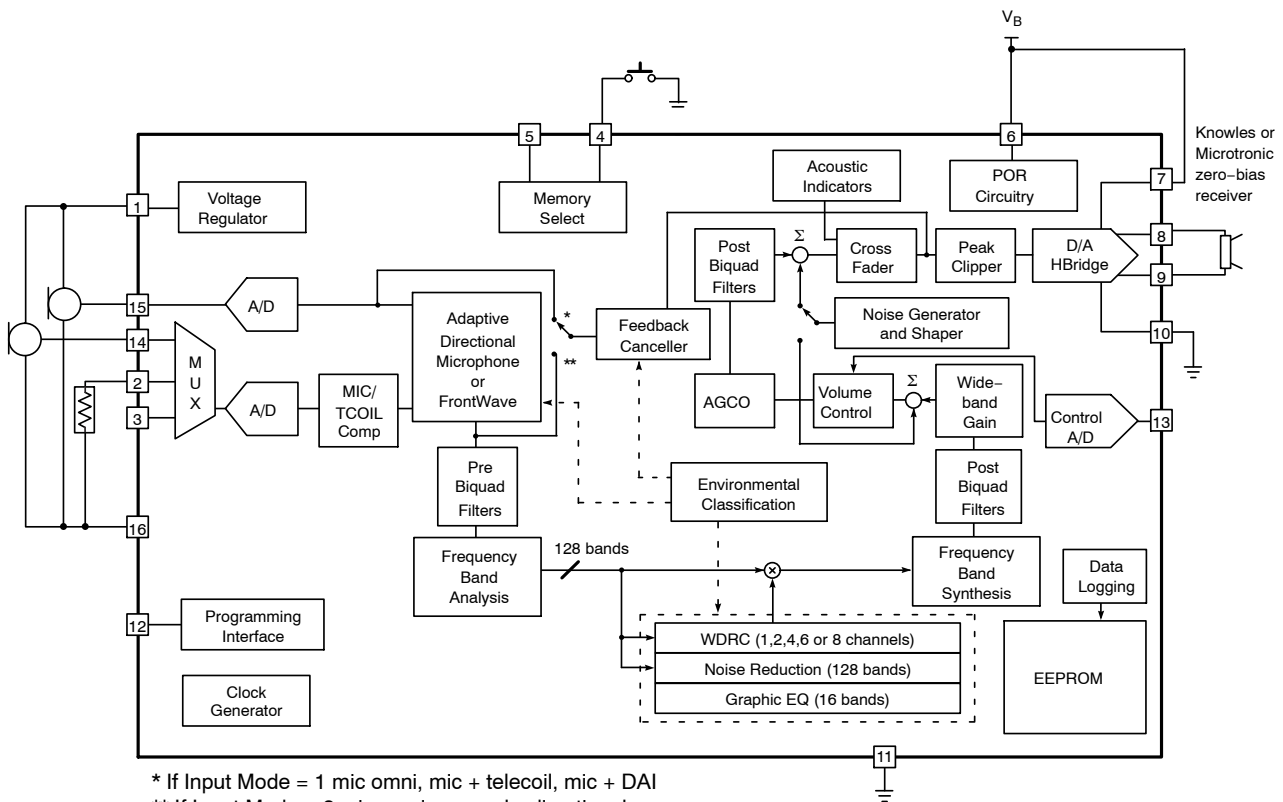 V_B
5
4
6
Knowles or
Microtronic
zero−bias
receiver
Acoustic
Indicators
POR
Circuitry
7
1
Voltage
Regulator
Memory
Select
8
Post
Biquad
Filters
Σ
Cross
Fader
Peak
Clipper
D/A
HBridge
9
15
A/D
Adaptive
Directional
Microphone
or
FrontWave
*
**
Feedback
Canceller
Noise Generator
and Shaper
10
14
MUX
2
3
A/D
MIC/
TCOIL
Comp
AGCO
Volume
Control
Σ
Wide−
band
Gain
Control
A/D
13
Pre
Biquad
Filters
Environmental
Classification
Post
Biquad
Filters
16
Frequency
Band
Analysis
128 bands
Frequency
Band
Synthesis
Data
Logging
12
Programming
Interface
WDRC (1,2,4,6 or 8 channels)
Noise Reduction (128 bands)
Graphic EQ (16 bands)
EEPROM
Clock
Generator
11
* If Input Mode = 1 mic omni, mic + telecoil, mic + DAI